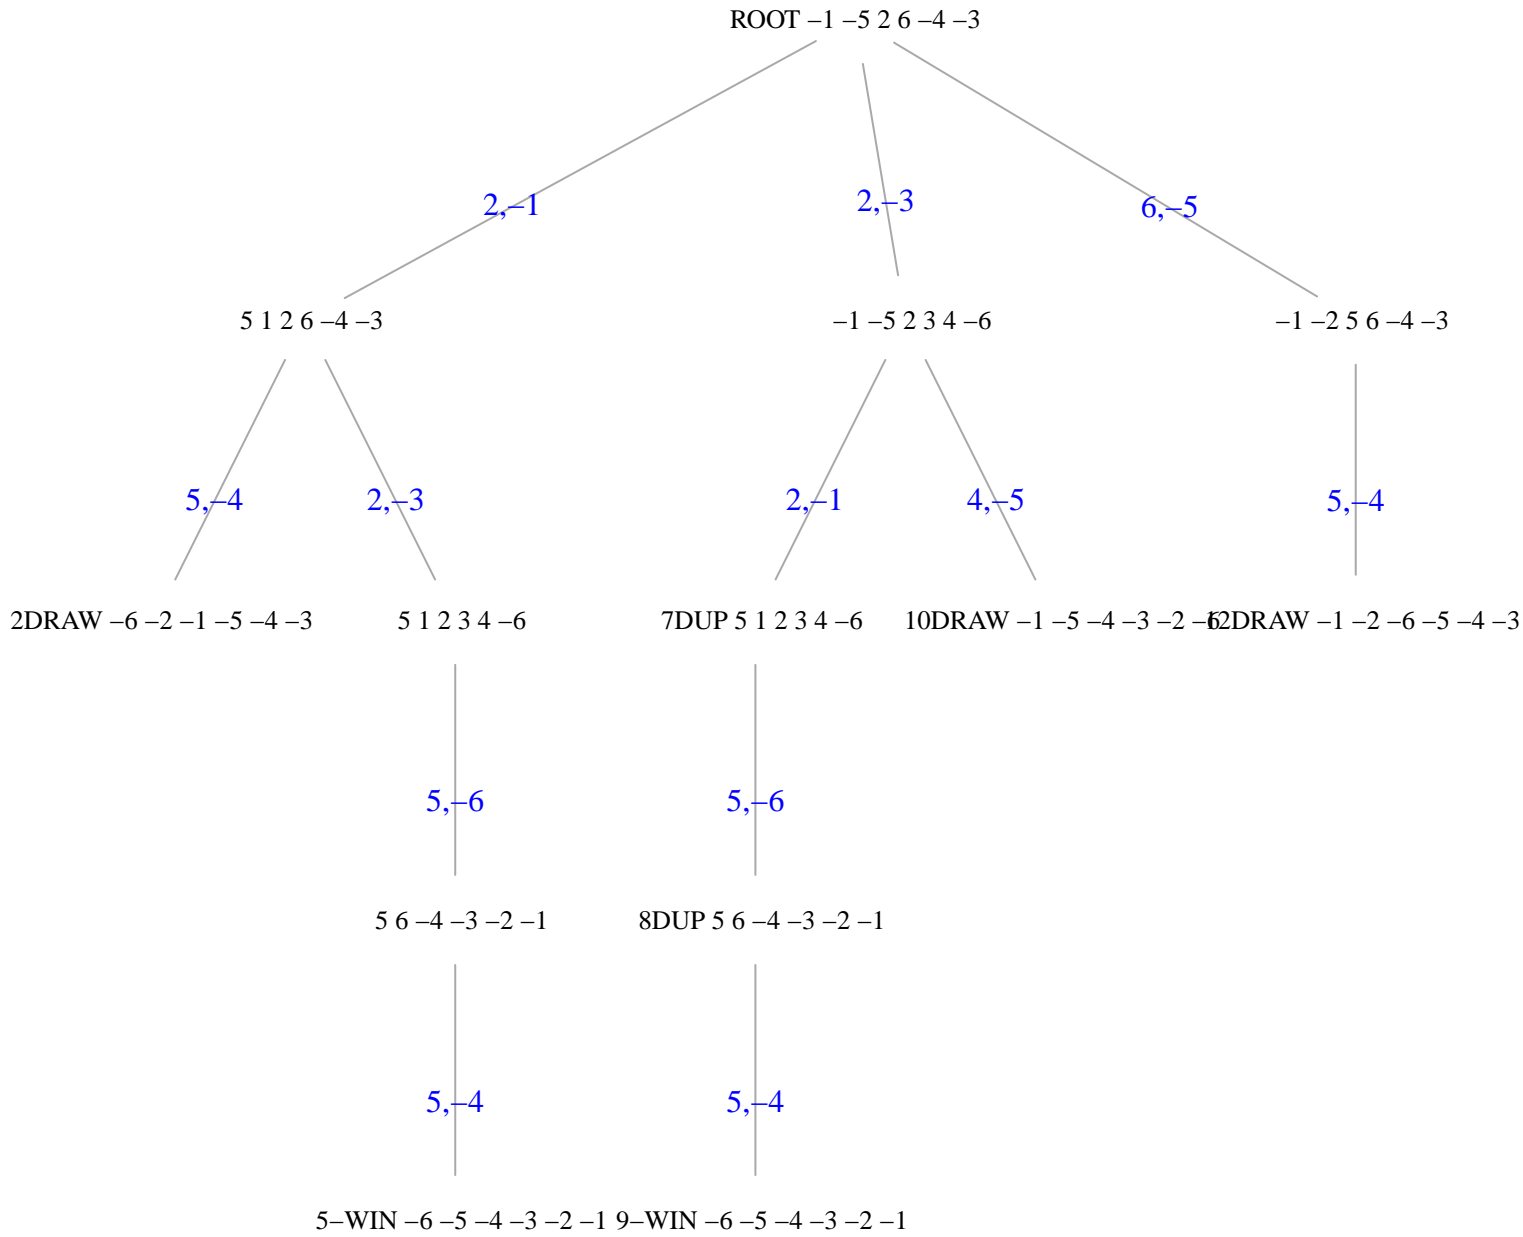 ROOT –1 –5 2 6 –4 –3
2,–1
2,–3
6,–5
5 1 2 6 –4 –3
–1 –5 2 3 4 –6
–1 –2 5 6 –4 –3
5,–4
2,–3
2,–1
4,–5
5,–4
2DRAW –6 –2 –1 –5 –4 –3
5 1 2 3 4 –6
7DUP 5 1 2 3 4 –6
10DRAW –1 –5 –4 –3 –2 –6
12DRAW –1 –2 –6 –5 –4 –3
5,–6
5,–6
5 6 –4 –3 –2 –1
8DUP 5 6 –4 –3 –2 –1
5,–4
5,–4
5–WIN –6 –5 –4 –3 –2 –1
9–WIN –6 –5 –4 –3 –2 –1